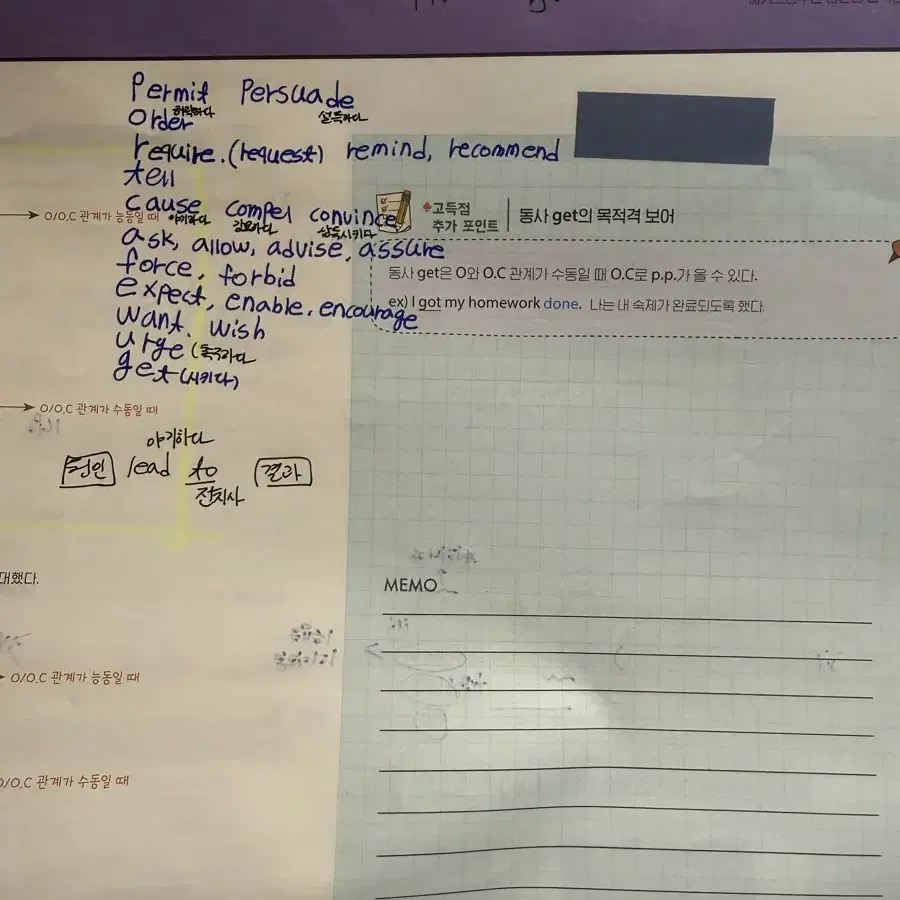 Permit Persuade
허락하다 설득하다
Order
require. (request) remind, recommend
tell
cause compel convince
야기하다 강요하다 납득시키다
ask, allow, advise, assure
force, forbid
expect, enable, encourage
want. wish
urge (촉구하다
get (시키다)
O/O.C 관계가 능동일 때
O/O.C 관계가 수동일 때
야기하다
원인 lead to 결과
전치사
대했다.
O/O.C 관계가 능동일 때
O/O.C 관계가 수동일 때
고득점
추가 포인트
동사 get의 목적격 보어
동사 get은 O와 O.C 관계가 수동일 때 O.C로 p.p.가 올 수 있다.
ex) I got my homework done. 나는 내 숙제가 완료되도록 했다.
MEMO